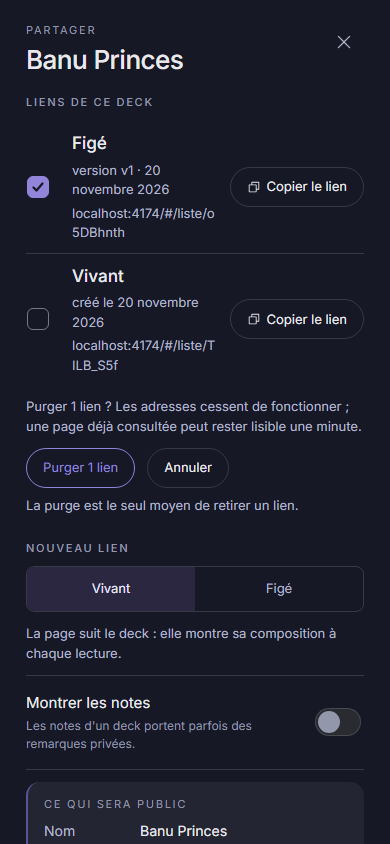 PARTAGER
Banu Princes
LIENS DE CE DECK
Figé
version v1 · 20
novembre 2026
localhost:4174/#/liste/o
5DBhnth
Copier le lien
Vivant
créé le 20 novembre
2026
localhost:4174/#/liste/T
ILB_S5f
Copier le lien
Purger 1 lien ? Les adresses cessent de fonctionner ;
une page déjà consultée peut rester lisible une minute.
Purger 1 lien
Annuler
La purge est le seul moyen de retirer un lien.
NOUVEAU LIEN
Vivant
Figé
La page suit le deck : elle montre sa composition à
chaque lecture.
Montrer les notes
Les notes d'un deck portent parfois des
remarques privées.
CE QUI SERA PUBLIC
Nom
Banu Princes